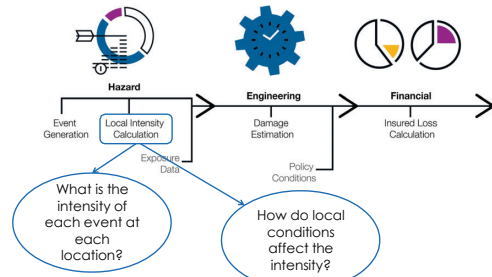 Hazard
Engineering
Financial
Event
Generation
Local Intensity
Calculation
Exposure
Data
Damage
Estimation
Policy
Conditions
Insured Loss
Calculation
What is the
intensity of
each event at
each
location?
How do local
conditions
affect the
intensity?